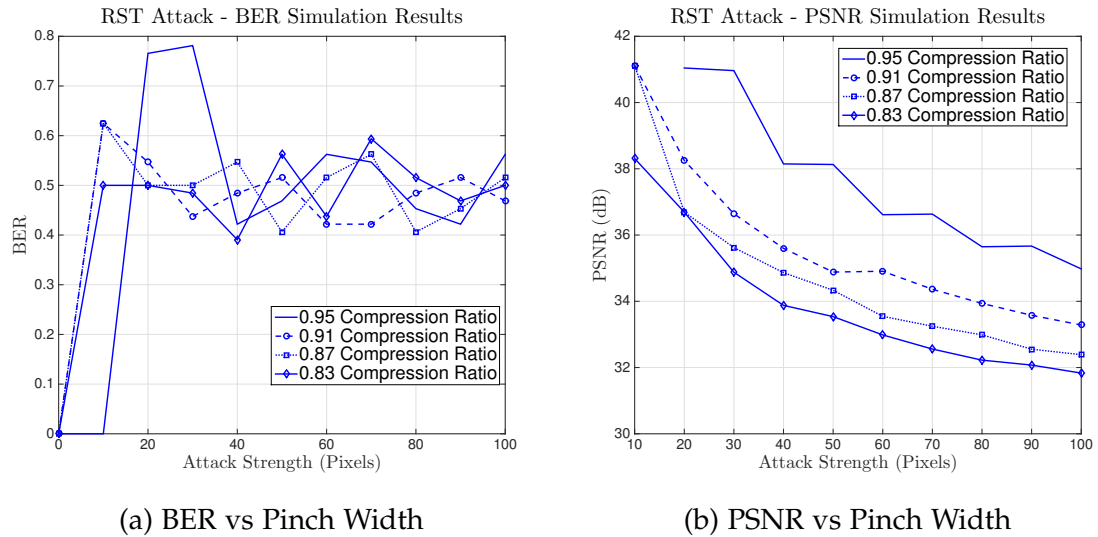 RST Attack - BER Simulation Results
0.8
0.7
0.6
0.5
0.4
0.3
0.2
0.1
0
BER
0.95 Compression Ratio
0.91 Compression Ratio
0.87 Compression Ratio
0.83 Compression Ratio
0 20 40 60 80 100
Attack Strength (Pixels)
(a) BER vs Pinch Width
RST Attack - PSNR Simulation Results
42
40
38
36
34
32
30
PSNR (dB)
0.95 Compression Ratio
0.91 Compression Ratio
0.87 Compression Ratio
0.83 Compression Ratio
10 20 30 40 50 60 70 80 90 100
Attack Strength (Pixels)
(b) PSNR vs Pinch Width